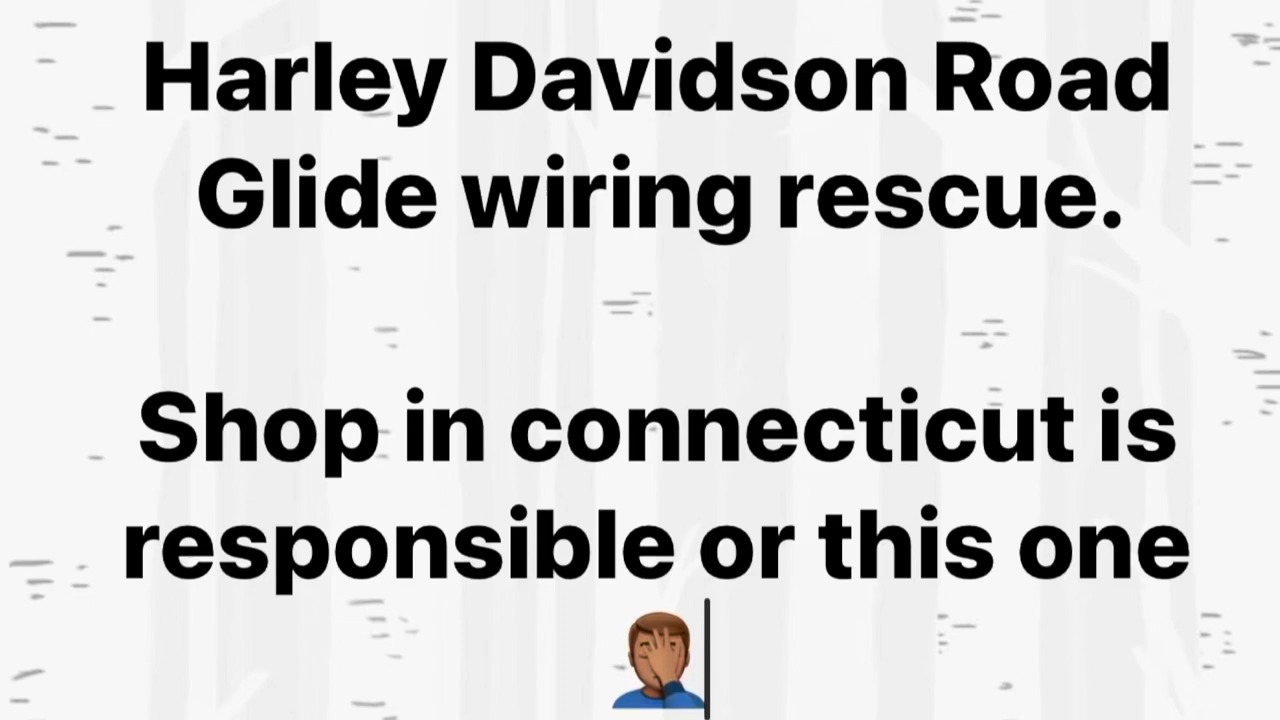 Harley Davidson Road
Glide wiring rescue.
Shop in connecticut is
responsible or this one
🤦🏽‍♂️